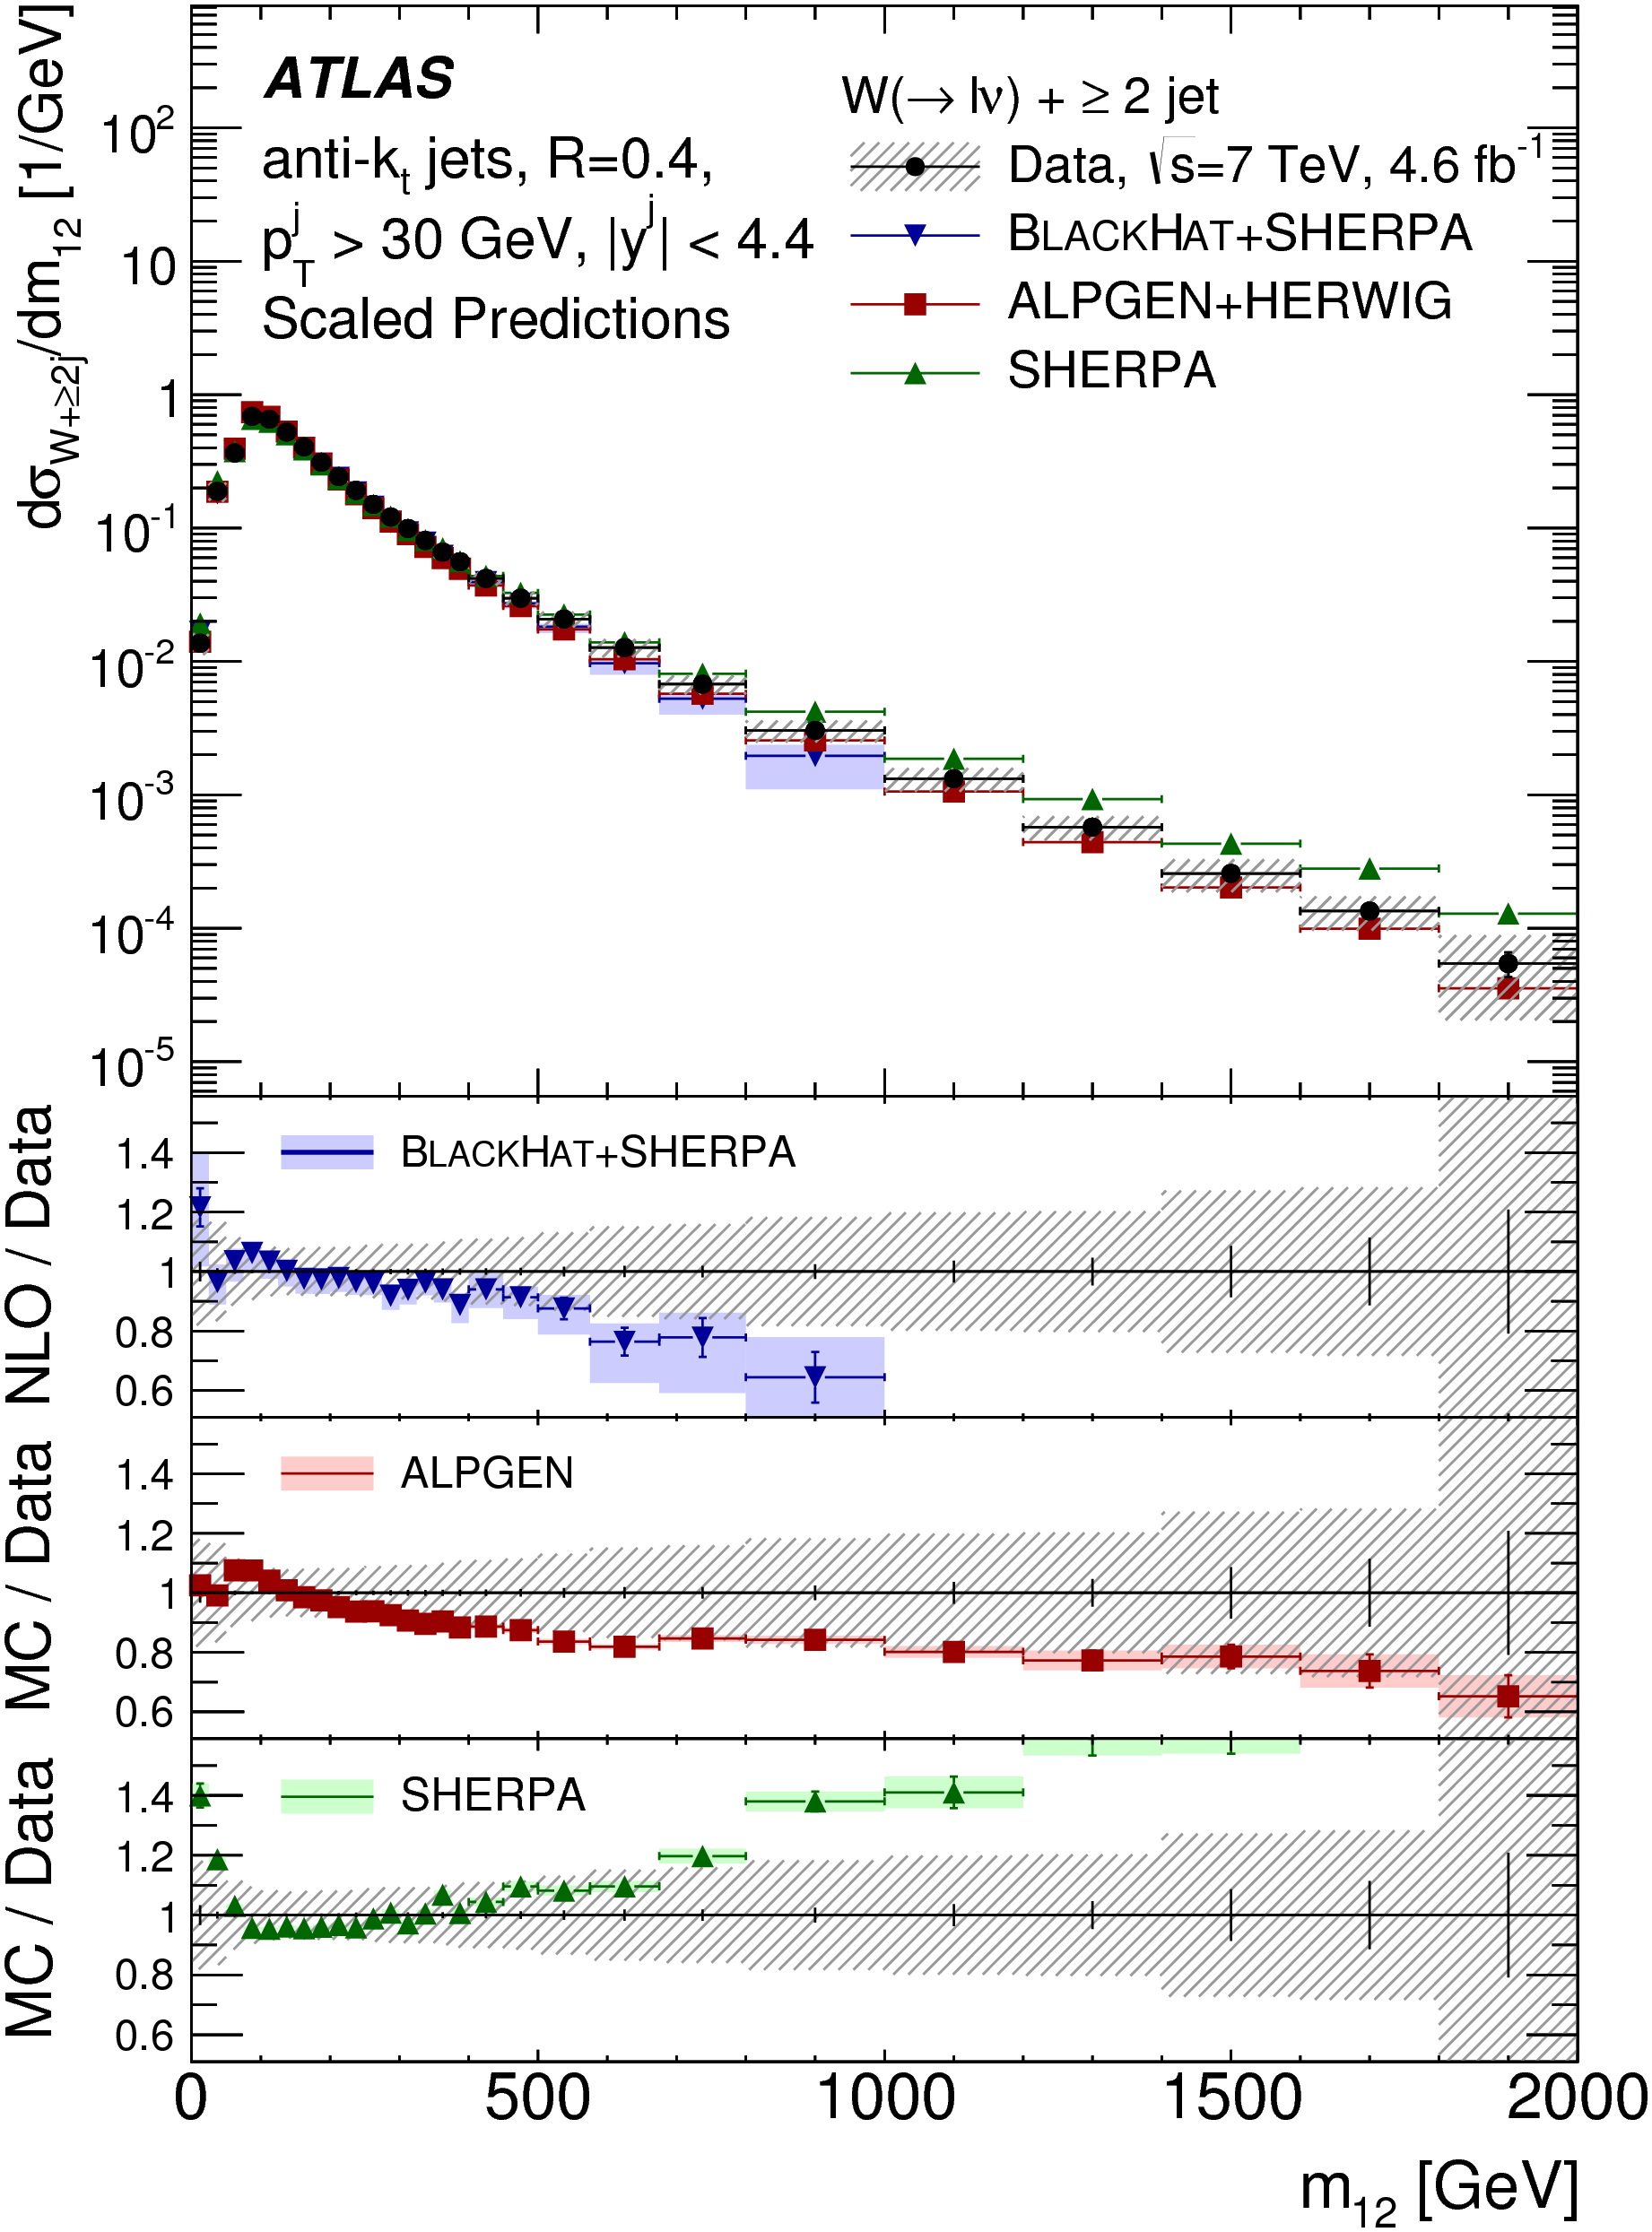 ATLAS
anti-kt jets, R=0.4,
pTj > 30 GeV, |yj| < 4.4
Scaled Predictions
W(→ lν) + ≥ 2 jet
Data, √s=7 TeV, 4.6 fb-1
BLACKHAT+SHERPA
ALPGEN+HERWIG
SHERPA
dσW+≥2j/dm12 [1/GeV]
10^2
10
1
10^-1
10^-2
10^-3
10^-4
10^-5
NLO / Data
BLACKHAT+SHERPA
1.4
1.2
1
0.8
0.6
MC / Data
ALPGEN
1.4
1.2
1
0.8
0.6
MC / Data
SHERPA
1.4
1.2
1
0.8
0.6
0 500 1000 1500 2000
m12 [GeV]